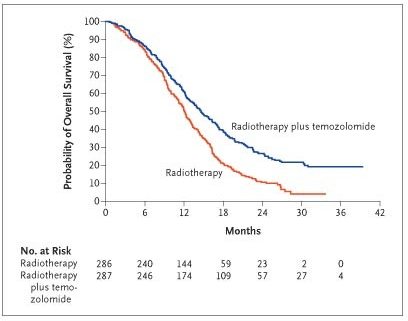 Probability of Overall Survival (%)
100
90
80
70
60
50
40
30
20
10
0
Radiotherapy plus temozolomide
Radiotherapy
0 6 12 18 24 30 36 42
Months
No. at Risk
Radiotherapy 286 240 144 59 23 2 0
Radiotherapy 287 246 174 109 57 27 4
plus temo-
zolomide